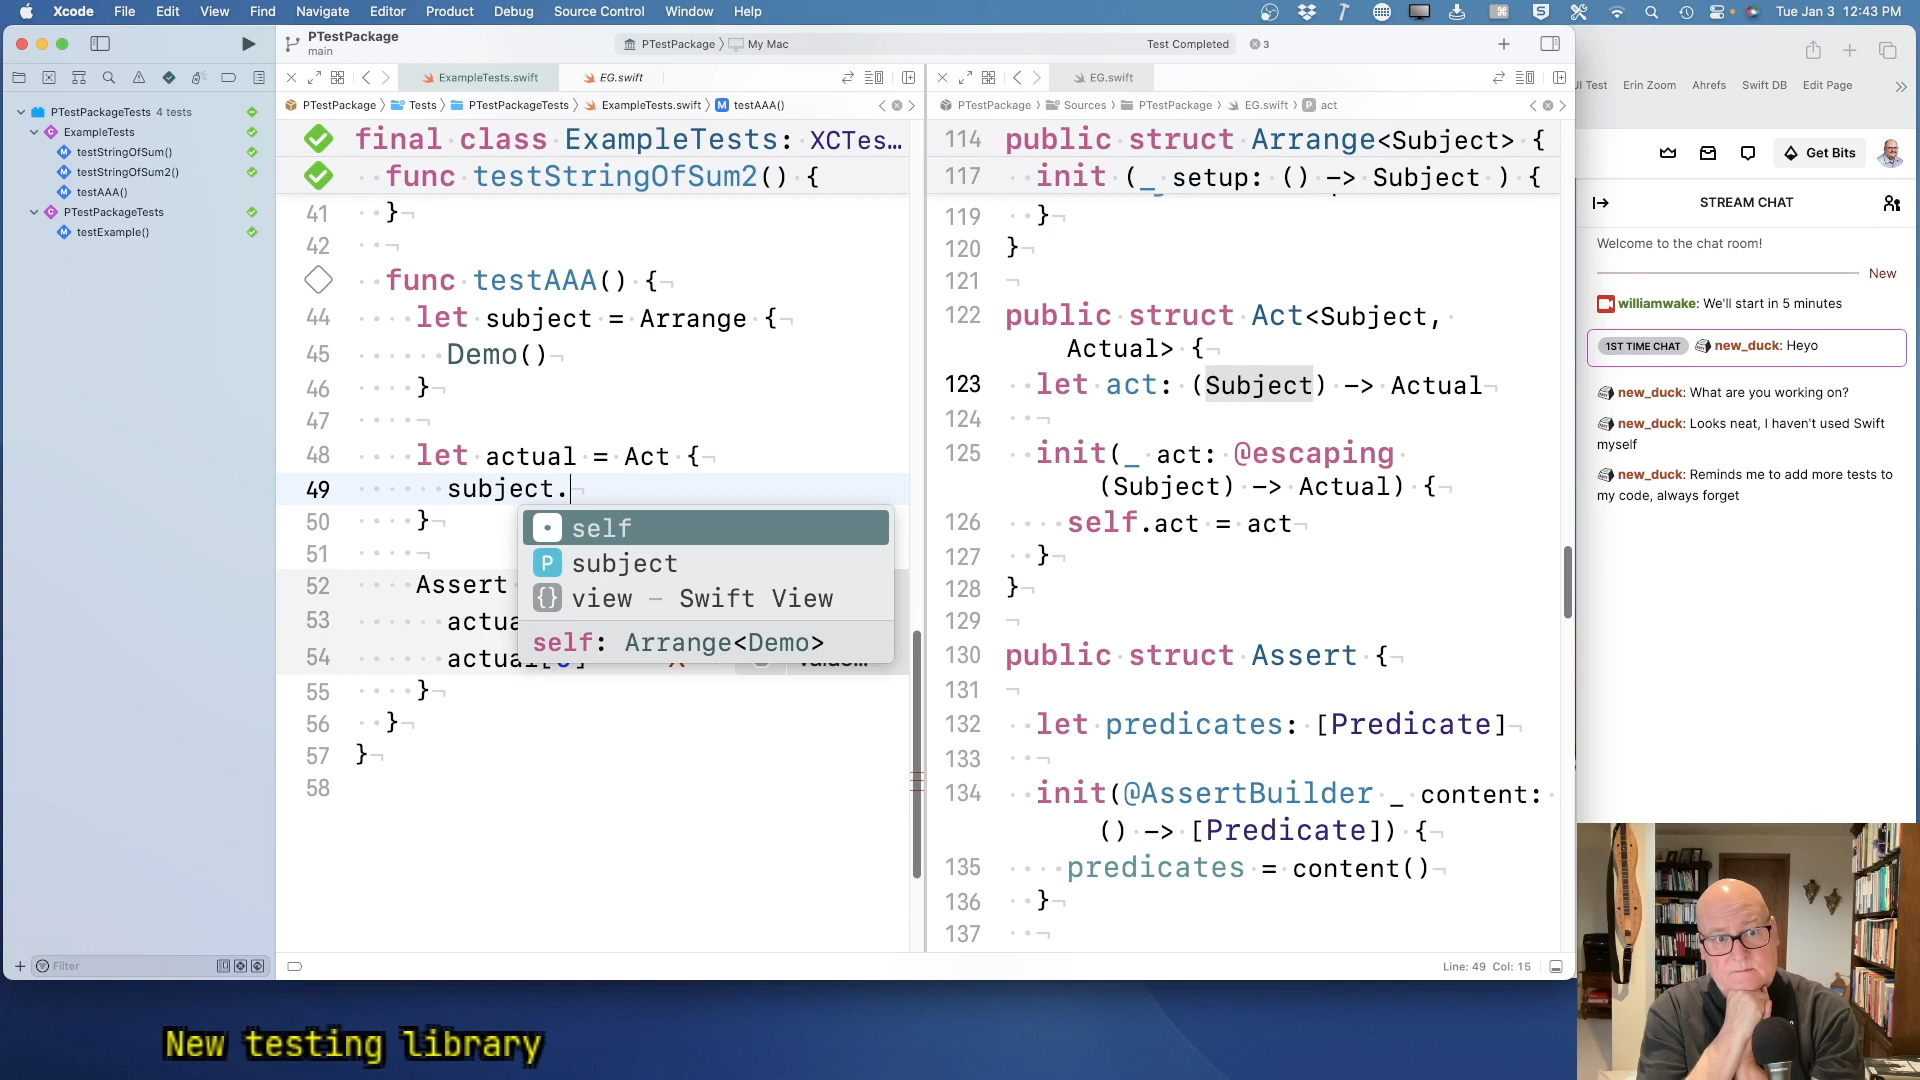 Xcode File Edit View Find Navigate Editor Product Debug Source Control Window Help
Tue Jan 3 12:43 PM
PTestPackage
main
PTestPackage My Mac
Test Completed 3
ExampleTests.swift
EG.swift
EG.swift
PTestPackage Tests PTestPackageTests ExampleTests.swift M testAAA()
PTestPackage Sources PTestPackage EG.swift P act
PTestPackageTests 4 tests
ExampleTests
M testStringOfSum()
M testStringOfSum2()
M testAAA()
PTestPackageTests
M testExample()
Filter
final class ExampleTests: XCTes…
func testStringOfSum2() {
41 }
42
func testAAA() {
44 let subject = Arrange {
45 Demo()
46 }
47
48 let actual = Act {
49 subject.
50 }
51
52 Assert
53 actua
54
55 }
56 }
57 }
58
self
P subject
{} view – Swift View
self: Arrange<Demo>
114 public struct Arrange<Subject> {
117 init (_ setup: () -> Subject ) {
119 }
120 }
121
122 public struct Act<Subject,
Actual> {
123 let act: (Subject) -> Actual
124
125 init(_ act: @escaping
(Subject) -> Actual) {
126 self.act = act
127 }
128 }
129
130 public struct Assert {
131
132 let predicates: [Predicate]
133
134 init(@AssertBuilder _ content:
() -> [Predicate]) {
135 predicates = content()
136 }
137
Line: 49 Col: 15
Test Erin Zoom Ahrefs Swift DB Edit Page
Get Bits
STREAM CHAT
Welcome to the chat room!
New
williamwake: We'll start in 5 minutes
1ST TIME CHAT new_duck: Heyo
new_duck: What are you working on?
new_duck: Looks neat, I haven't used Swift
myself
new_duck: Reminds me to add more tests to
my code, always forget
New testing library